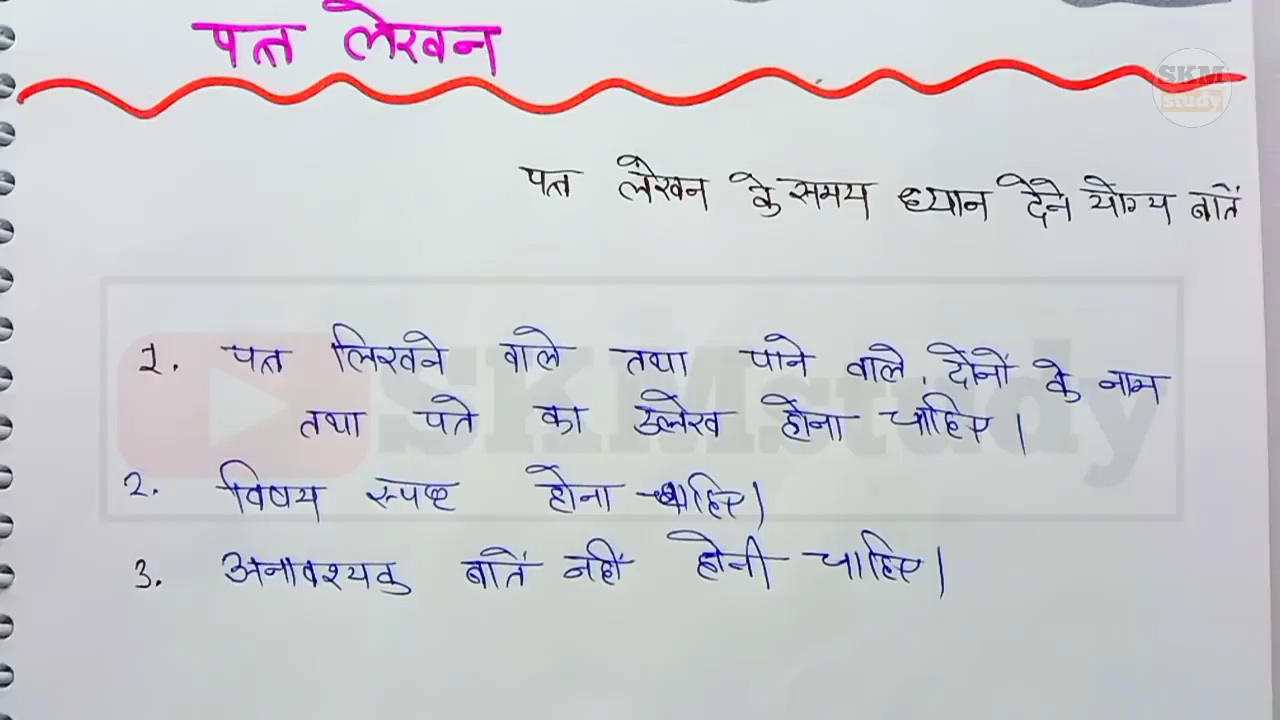 पत्र लेखन
SKM
study
पत्र लेखन के समय ध्यान देने योग्य बातें
1. पत्र लिखने वाले तथा पाने वाले, दोनों के नाम
तथा पते का उल्लेख होना चाहिए।
SKMstudy
2. विषय स्पष्ट होना चाहिए।
3. अनावश्यक बातें नहीं होनी चाहिए।